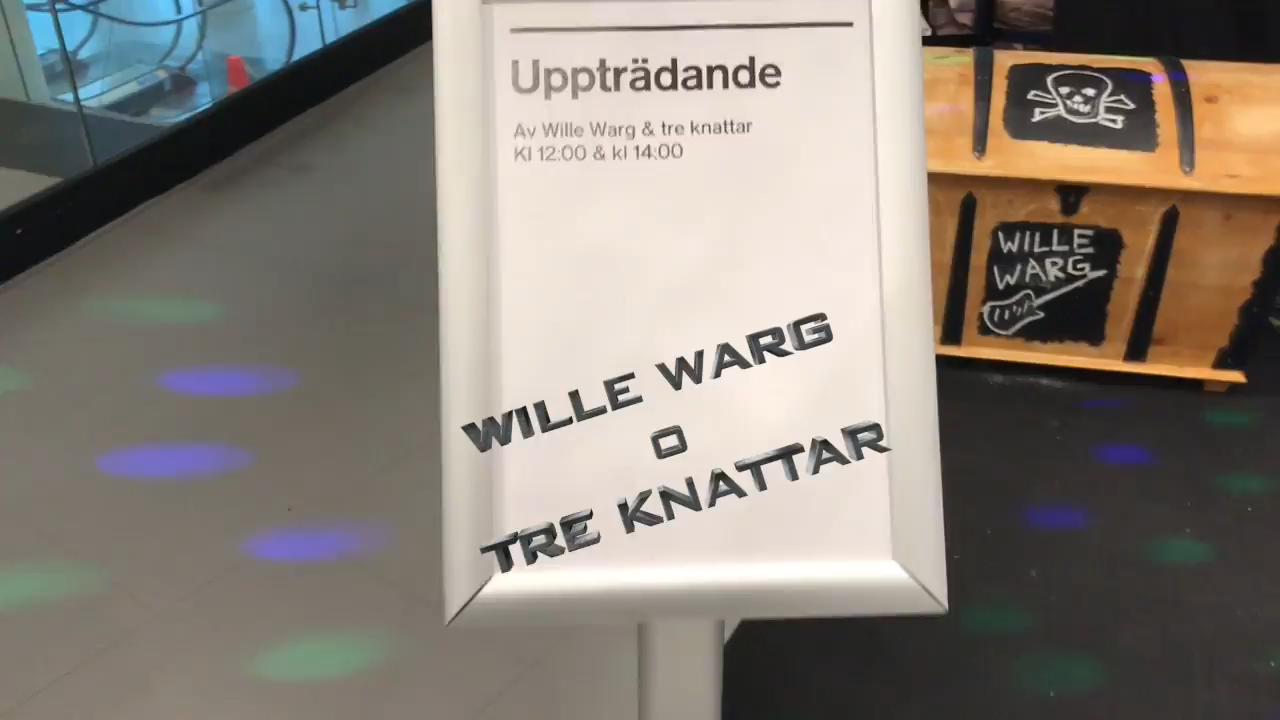 Uppträdande
Av Wille Warg & tre knattar
Kl 12:00 & kl 14:00
WILLE WARG
O
TRE KNATTAR
WILLE
WARG